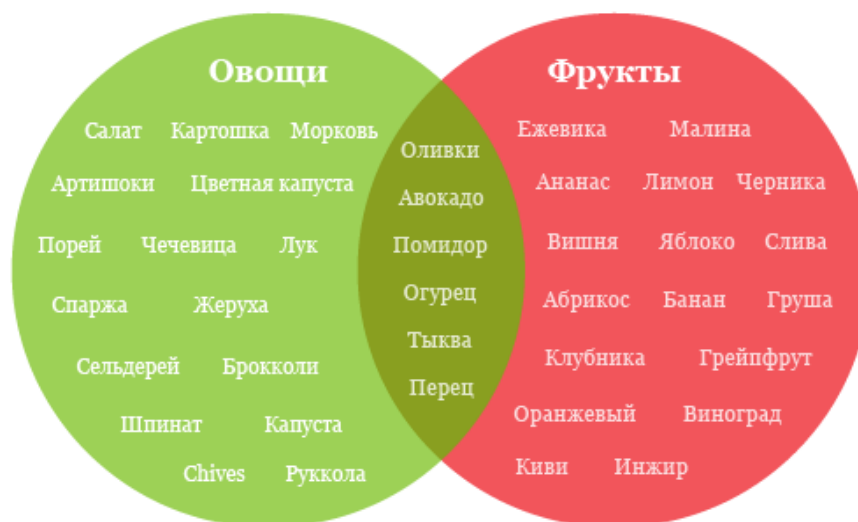 Овощи
Салат Картошка Морковь
Артишоки Цветная капуста
Порей Чечевица Лук
Спаржа Жеруха
Сельдерей Брокколи
Шпинат Капуста
Chives Руккола
Оливки
Авокадо
Помидор
Огурец
Тыква
Перец
Фрукты
Ежевика Малина
Ананас Лимон Черника
Вишня Яблоко Слива
Абрикос Банан Груша
Клубника Грейпфрут
Оранжевый Виноград
Киви Инжир